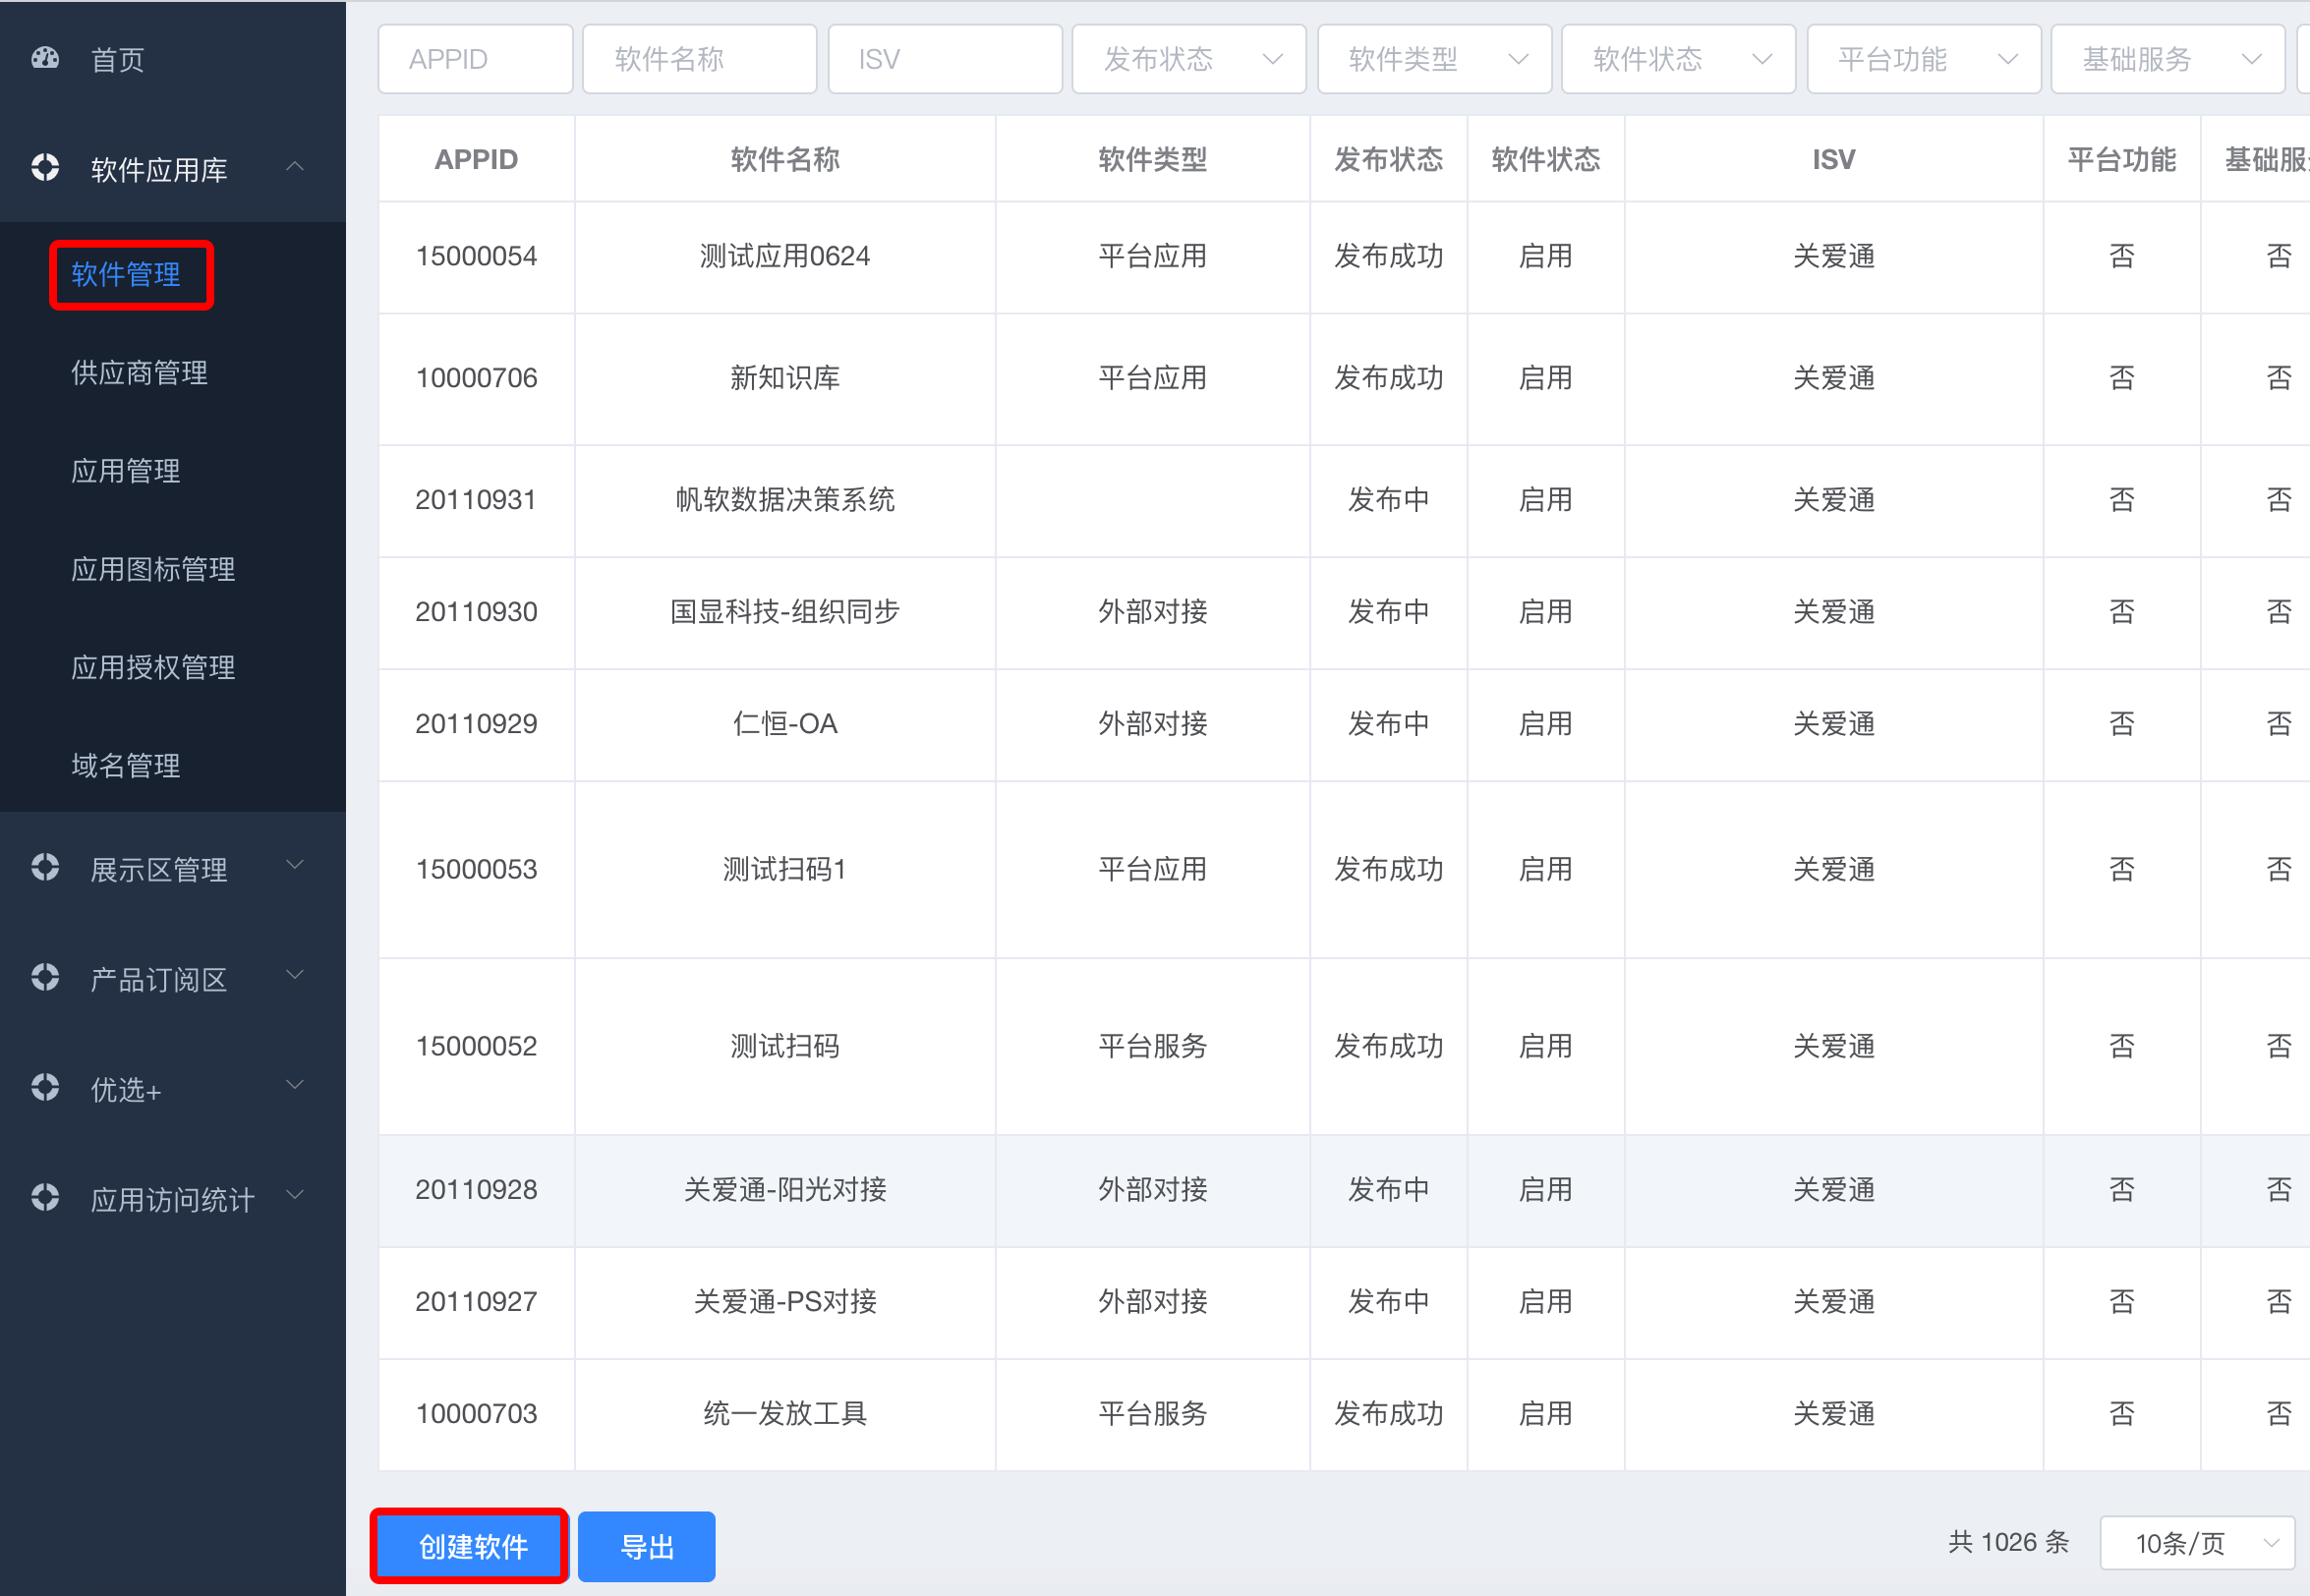 首页
软件应用库
软件管理
供应商管理
应用管理
应用图标管理
应用授权管理
域名管理
展示区管理
产品订阅区
优选+
应用访问统计
APPID 软件名称 ISV 发布状态 软件类型 软件状态 平台功能 基础服务
APPID 软件名称 软件类型 发布状态 软件状态 ISV 平台功能 基础服
15000054 测试应用0624 平台应用 发布成功 启用 关爱通 否 否
10000706 新知识库 平台应用 发布成功 启用 关爱通 否 否
20110931 帆软数据决策系统 发布中 启用 关爱通 否 否
20110930 国显科技-组织同步 外部对接 发布中 启用 关爱通 否 否
20110929 仁恒-OA 外部对接 发布中 启用 关爱通 否 否
15000053 测试扫码1 平台应用 发布成功 启用 关爱通 否 否
15000052 测试扫码 平台服务 发布成功 启用 关爱通 否 否
20110928 关爱通-阳光对接 外部对接 发布中 启用 关爱通 否 否
20110927 关爱通-PS对接 外部对接 发布中 启用 关爱通 否 否
10000703 统一发放工具 平台服务 发布成功 启用 关爱通 否 否
创建软件 导出 共 1026 条 10条/页